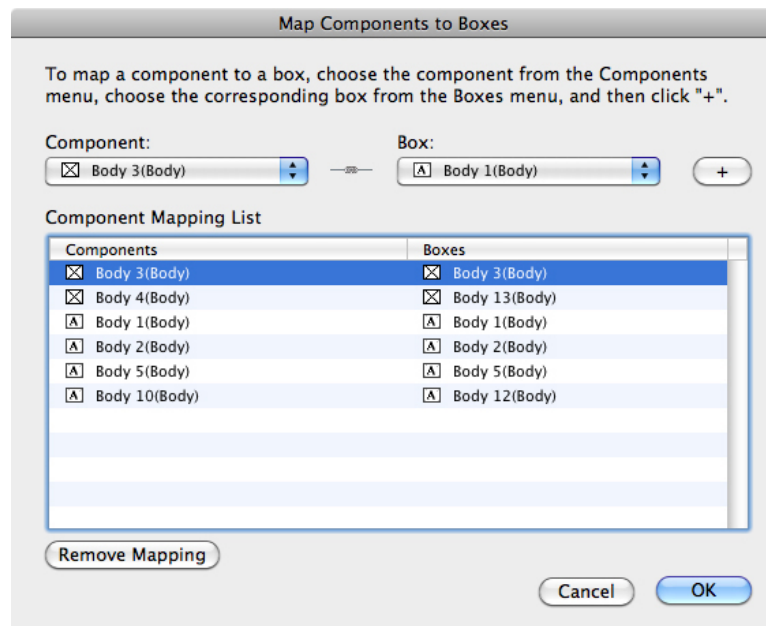 Map Components to Boxes
To map a component to a box, choose the component from the Components
menu, choose the corresponding box from the Boxes menu, and then click "+".
Component: Box:
Body 3(Body) A Body 1(Body) +
Component Mapping List
Components Boxes
Body 3(Body) Body 3(Body)
Body 4(Body) Body 13(Body)
A Body 1(Body) A Body 1(Body)
A Body 2(Body) A Body 2(Body)
A Body 5(Body) A Body 5(Body)
A Body 10(Body) A Body 12(Body)
Remove Mapping
Cancel OK